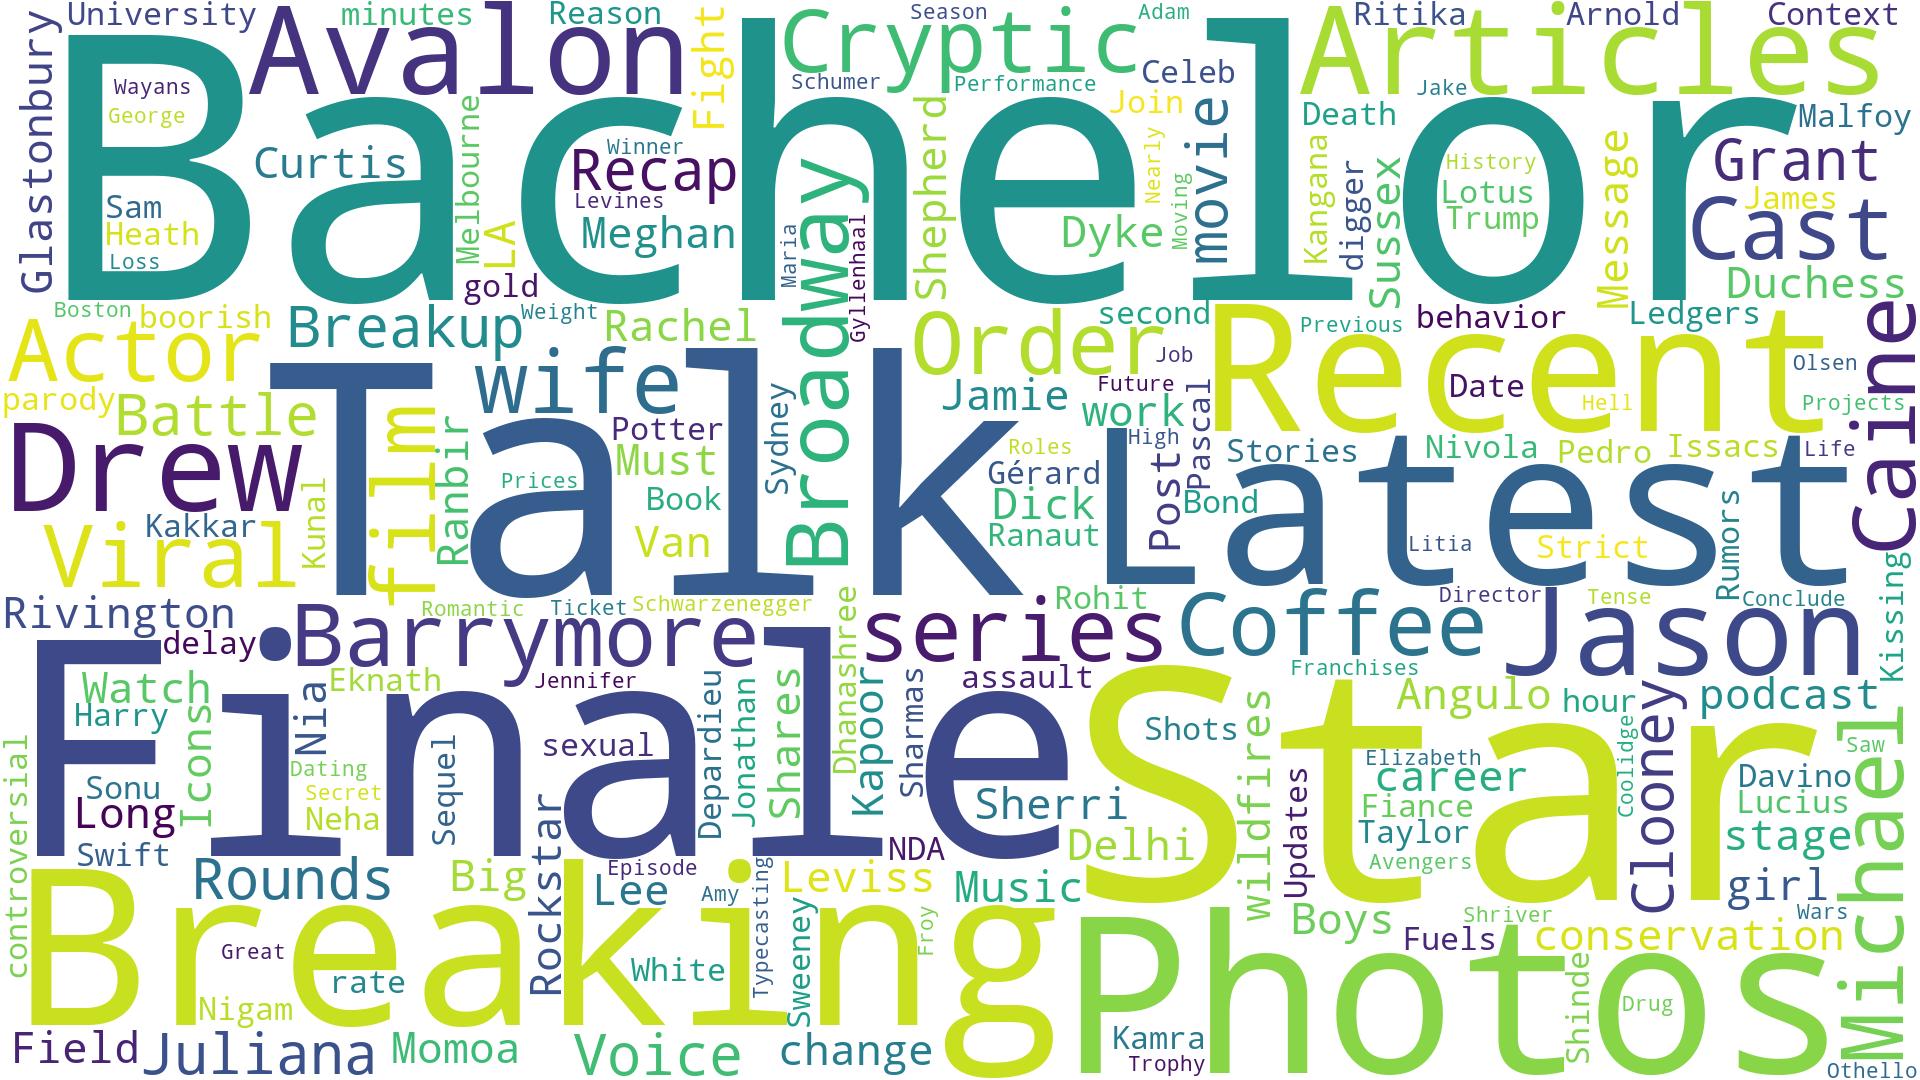 Bachelor
University
minutes
Reason
Season
Adam
Ritika
Arnold
Context
Avalon
Cryptic
Articles
Glastonbury
Wayans
George
Fight
Schumer
Performance
Celeb
Join
Jake
Death
Malfoy
Curtis
Melbourne
Winner
Recap
Levines
Meghan
Shepherd
Nearly
movie
Kangana
digger
Sussex
History
Lotus
Trump
Message
Grant
James
Cast
Duchess
Sam
Heath
Loss
LA
gold
Maria
Broadway
Gyllenhaal
Dyke
Moving
Boston
boorish
Breakup
Weight
Rachel
Order
second
Previous
behavior
Ledgers
Caine
Actor
parody
Battle
Talk
wife
Job
Recent
Date
Hell
Olsen
Projects
Drew
film
Ranbir
Potter
Must
Prices
Book
Van
Sydney
Jamie
Future
work
Roles
High
Gérard
Dick
Ranaut
Post
Pascal
Bond
Stories
Nivola
Pedro
Issacs
Life
Latest
Litia
Strict
Rumors
Kakkar
Viral
Kunal
Rivington
delay
Romantic
Ticket
Schwarzenegger
Barrymore
Dhanashree
series
Rohit
Coffee
Director
Tense
Conclude
Jason
Kissing
Finale
Watch
Harry
Icons
Nia
Eknath
Jennifer
assault
Franchises
Star
Angulo
hour
podcast
controversial
Sonu
Long
Swift
Dating
Secret
Neha
Sequel
sexual
Depardieu
Jonathan
Shares
Kapoor
Sharmas
Sherri
Shots
wildfires
Elizabeth
career
Fiance
Taylor
Avengers
Coolidge
Clooney
Saw
Davino
Lucius
stage
Michael
Rounds
Big
Rockstar
Episode
Lee
Amy
Typecasting
Leviss
NDA
Delhi
Updates
Music
girl
Breaking
Great
rate
Nigam
White
Sweeney
Froy
Boys
Shriver
Wars
Fuels
conservation
Photos
Shinde
Drug
Field
Juliana
Momoa
Voice
change
Kamra
Trophy
Othello